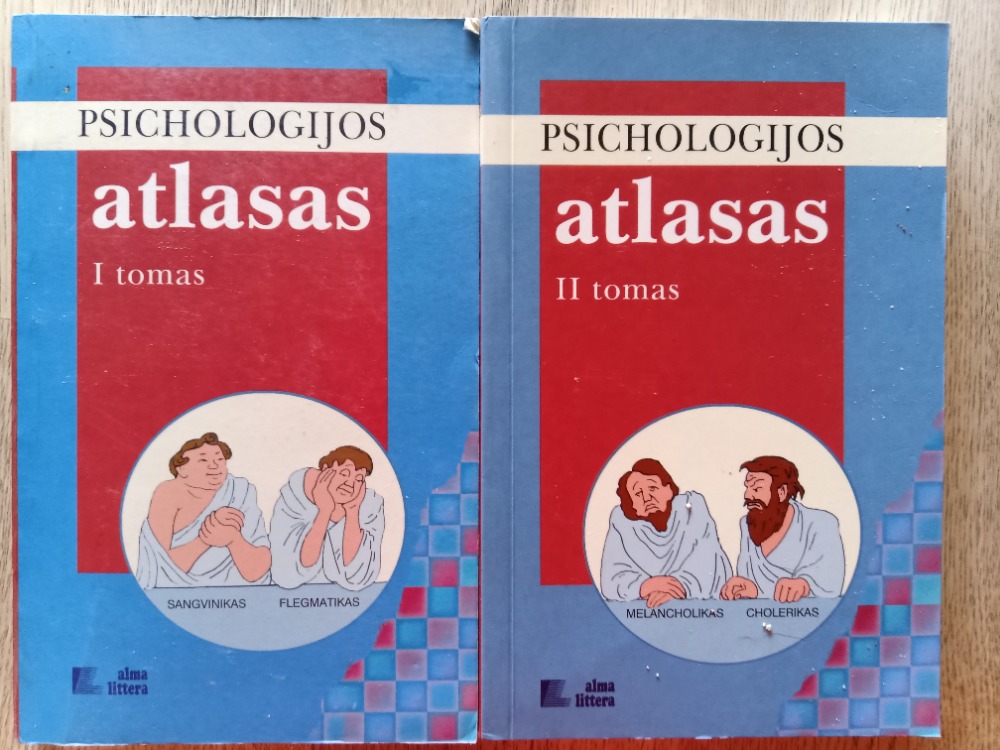 PSICHOLOGIJOS
atlasas
I tomas
SANGVINIKAS FLEGMATIKAS
alma
littera
PSICHOLOGIJOS
atlasas
II tomas
MELANCHOLIKAS CHOLERIKAS
alma
littera